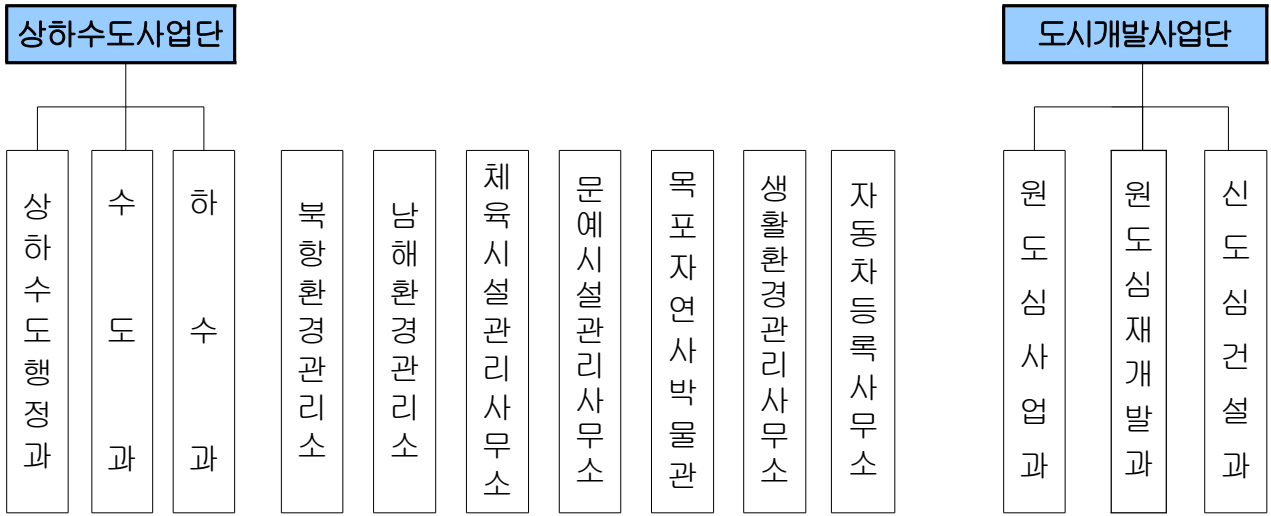 상하수도사업단
도시개발사업단
상하수도행정과
수도과
하수과
북항환경관리소
남해환경관리소
체육시설관리사무소
문예시설관리사무소
목포자연사박물관
생활환경관리사무소
자동차등록사무소
원도심사업과
원도심재개발과
신도심건설과